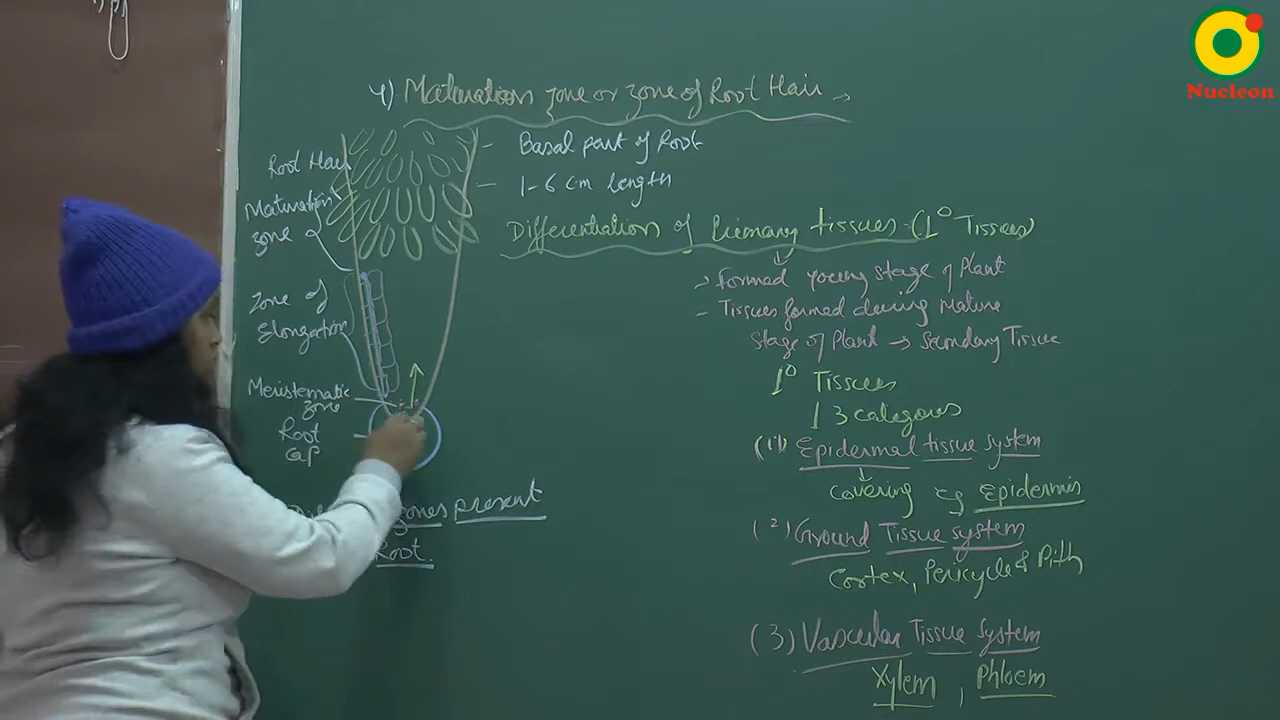 Nucleon
4) Maturation zone or zone of Root Hair →
Root Hair
Maturation
zone
Zone of
Elongation
Meristematic
zone
Root
Cap
zones present
Root.
- Basal part of Root
- 1-6 cm length
Differentiation of Primary tissues (1° Tissues)
→ Formed young stage of Plant
- Tissues formed during Mature
Stage of Plant → Secondary Tissue
1° Tissues
3 categous
(1) Epidermal tissue system
covering eg Epidermis
(2) Ground Tissue system
Cortex, Pericycle & Pith
(3) Vascular Tissue System
Xylem, Phloem